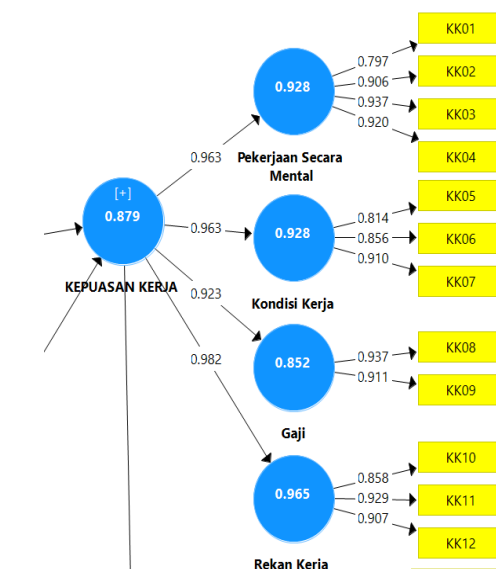 KK01
0.797
0.906
KK02
0.928
0.937
KK03
0.920
0.963
Pekerjaan Secara
Mental
KK04
[+]
0.879
KK05
0.814
0.963
0.928
0.856
KK06
0.910
KK07
KEPUASAN KERJA
0.923
Kondisi Kerja
KK08
0.937
0.982
0.852
0.911
KK09
Gaji
KK10
0.858
0.965
0.929
KK11
0.907
KK12
Rekan Kerja